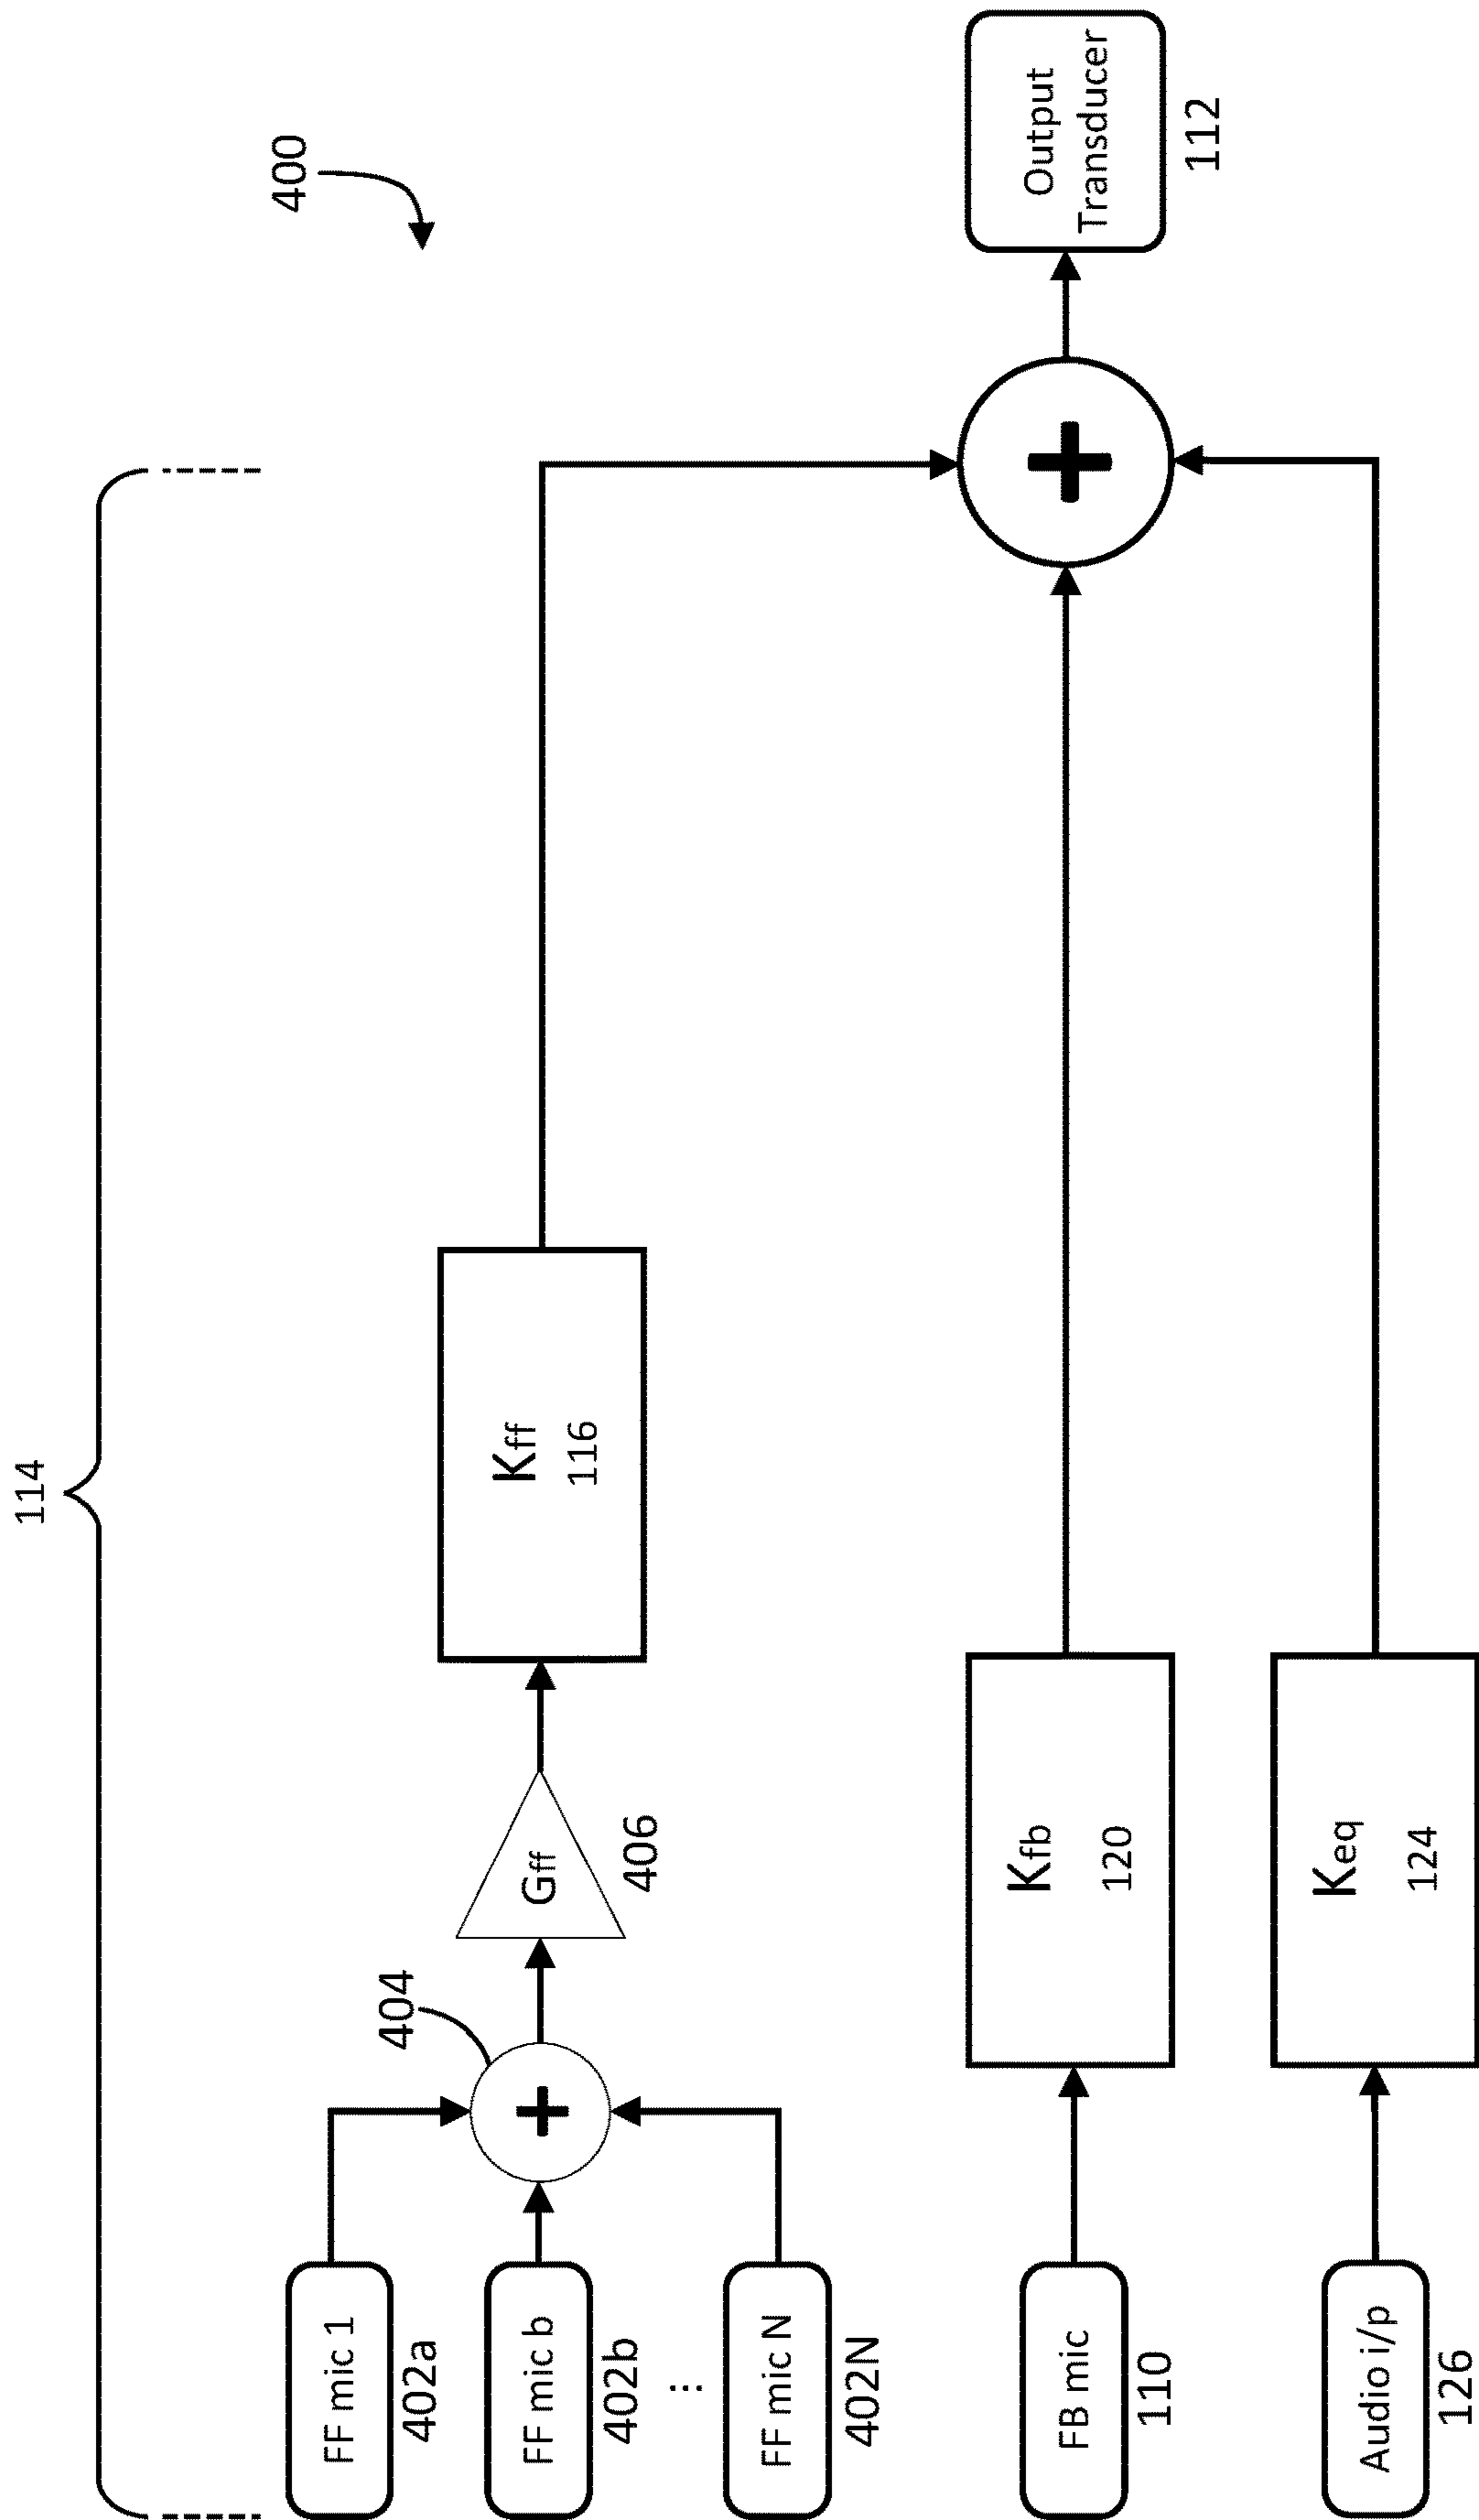 114
400
FF mic 1
402a
FF mic b
402b
⋮
FF mic N
402N
404
+
Gff
406
Kff
116
FB mic
110
Kfb
120
Audio i/p
126
Keq
124
+
Output
Transducer
112